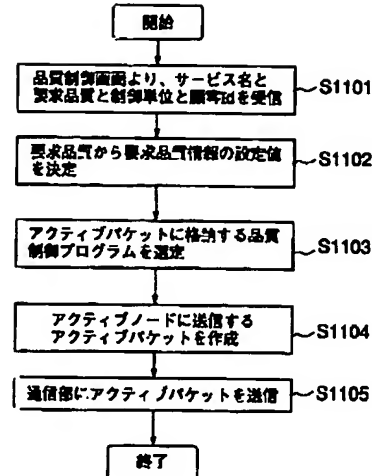 開始
品質制御画面より、サービス名と
要求品質と制御単位と顧客Idを受信
S1101
要求品質から要求品質情報の設定値
を決定
S1102
アクティブパケットに格納する品質
制御プログラムを選定
S1103
アクティブノードに送信する
アクティブパケットを作成
S1104
通信部にアクティブパケットを送信
S1105
終了